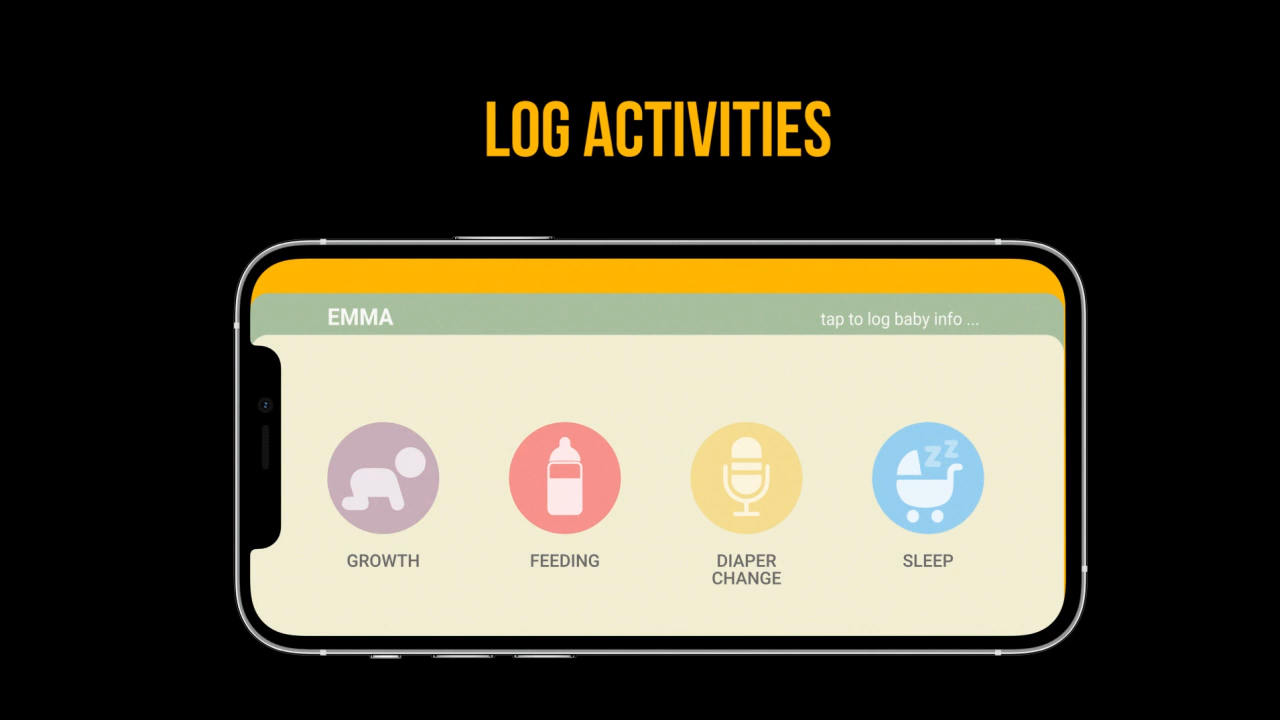 LOG ACTIVITIES
EMMA
tap to log baby info ...
GROWTH
FEEDING
DIAPER
CHANGE
SLEEP